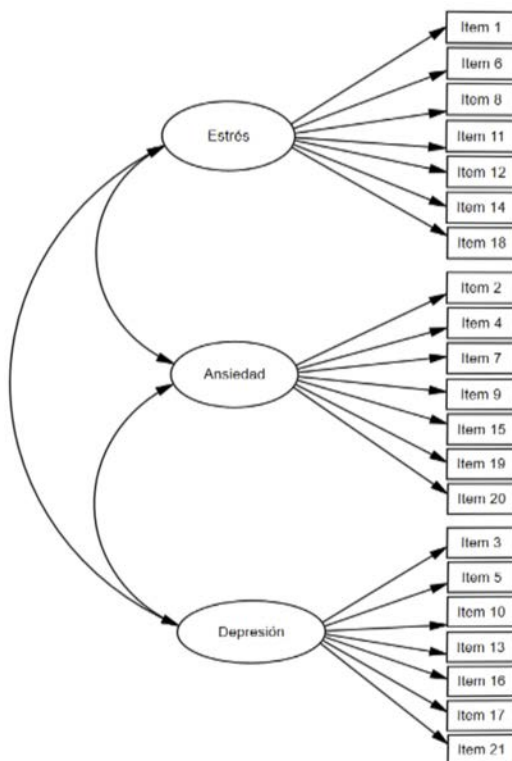 Item 1
Item 6
Item 8
Item 11
Item 12
Item 14
Item 18
Estrés
Item 2
Item 4
Item 7
Item 9
Item 15
Item 19
Item 20
Ansiedad
Item 3
Item 5
Item 10
Item 13
Item 16
Item 17
Item 21
Depresión